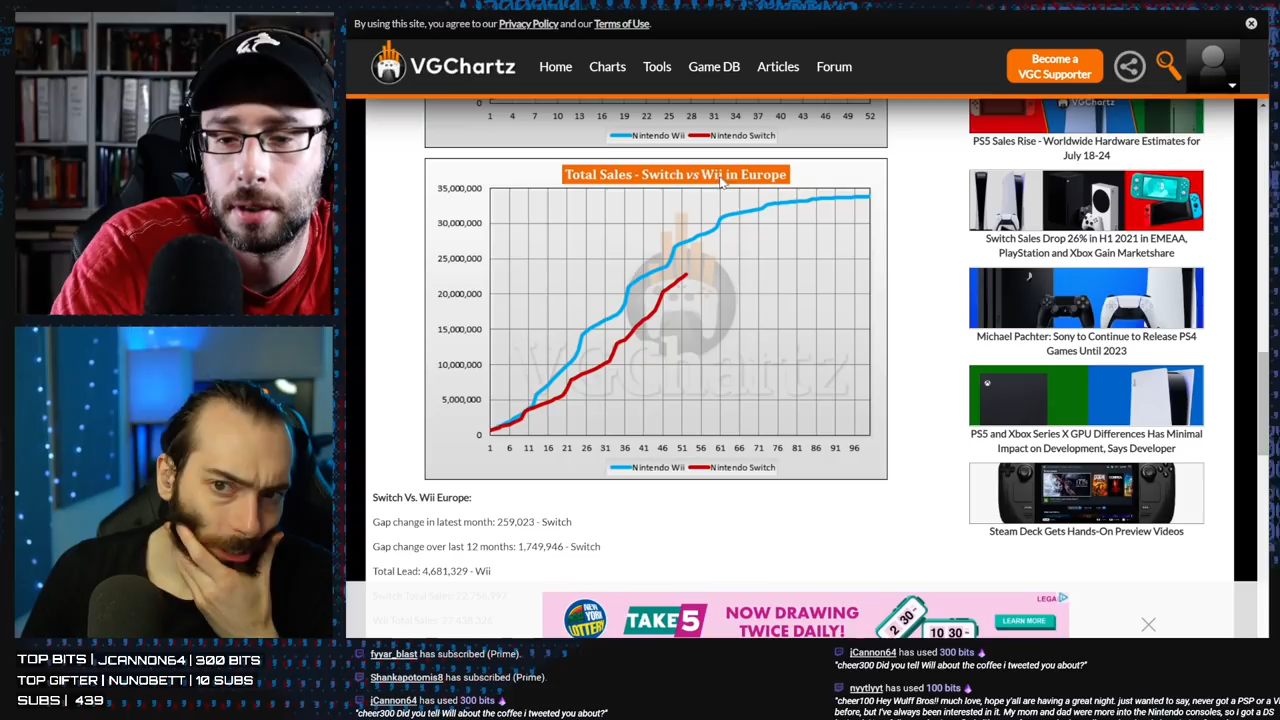 By using this site, you agree to our Privacy Policy and our Terms of Use.
VGChartz
Home
Charts
Tools
Game DB
Articles
Forum
Become a
VGC Supporter
0
1 4 7 10 13 16 19 22 25 28 31 34 37 40 43 46 49 52
Nintendo Wii Nintendo Switch
Total Sales - Switch vs Wii in Europe
35,000,000
30,000,000
25,000,000
20,000,000
15,000,000
10,000,000
5,000,000
0
1 6 11 16 21 26 31 36 41 46 51 56 61 66 71 76 81 86 91 96
VGChartz
Nintendo Wii Nintendo Switch
Switch Vs. Wii Europe:
Gap change in latest month: 259,023 - Switch
Gap change over last 12 months: 1,749,946 - Switch
Total Lead: 4,681,329 - Wii
VGChartz
PS5 Sales Rise - Worldwide Hardware Estimates for
July 18-24
Switch Sales Drop 26% in H1 2021 in EMEAA,
PlayStation and Xbox Gain Marketshare
Michael Pachter: Sony to Continue to Release PS4
Games Until 2023
PS5 and Xbox Series X GPU Differences Has Minimal
Impact on Development, Says Developer
Steam Deck Gets Hands-On Preview Videos
NEW YORK LOTTERY
TAKE 5
NOW DRAWING
TWICE DAILY!
2 30
10 30
LEGAL
LEARN MORE
TOP BITS | JCANNON64 | 300 BITS
TOP GIFTER | NUNOBETT | 10 SUBS
SUBS | 439
fyyar_blast has subscribed (Prime).
Shankapotomis8 has subscribed (Prime).
jCannon64 has used 300 bits
"cheer300 Did you tell Will about the coffee i tweeted you about?"
jCannon64 has used 300 bits
"cheer300 Did you tell Will about the coffee i tweeted you about?"
nvytlvyt has used 100 bits
"cheer100 Hey Wulff Bros!! much love, hope y'all are having a great night. just wanted to say, never got a PSP or a V
before, but I've always been interested in it. My mom and dad were more into the Nintendo consoles, so I got a DS